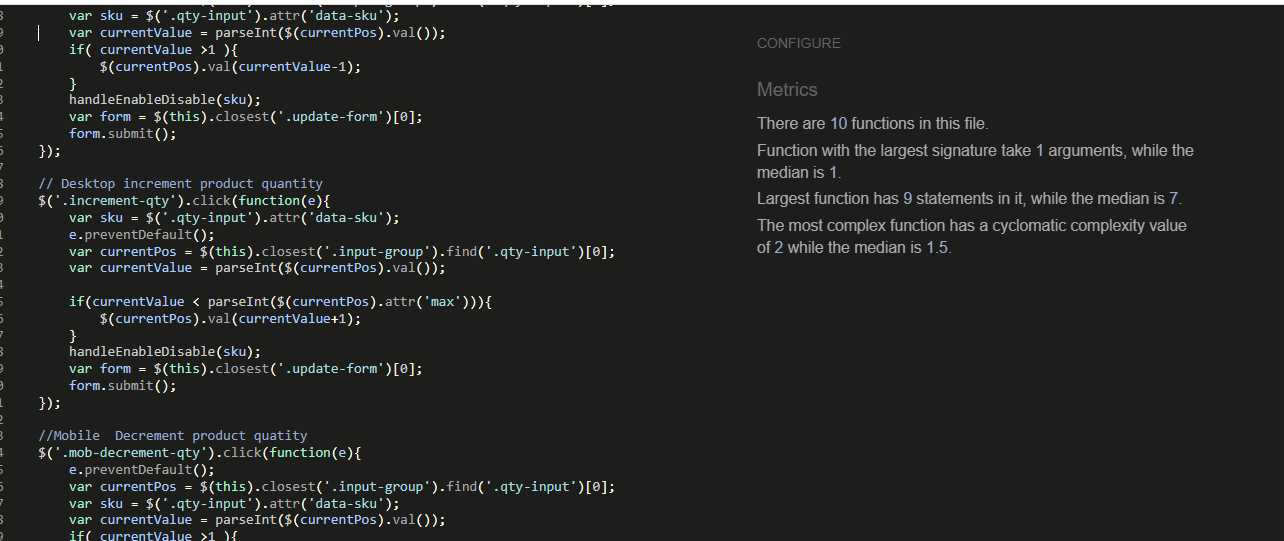 var sku = $('.qty-input').attr('data-sku');
var currentValue = parseInt($(currentPos).val());
if( currentValue >1 ){
$(currentPos).val(currentValue-1);
}
handleEnableDisable(sku);
var form = $(this).closest('.update-form')[0];
form.submit();
});
// Desktop increment product quantity
$('.increment-qty').click(function(e){
var sku = $('.qty-input').attr('data-sku');
e.preventDefault();
var currentPos = $(this).closest('.input-group').find('.qty-input')[0];
var currentValue = parseInt($(currentPos).val());
if(currentValue < parseInt($(currentPos).attr('max'))){
$(currentPos).val(currentValue+1);
}
handleEnableDisable(sku);
var form = $(this).closest('.update-form')[0];
form.submit();
});
//Mobile  Decrement product quatity
$('.mob-decrement-qty').click(function(e){
e.preventDefault();
var currentPos = $(this).closest('.input-group').find('.qty-input')[0];
var sku = $('.qty-input').attr('data-sku');
var currentValue = parseInt($(currentPos).val());
if( currentValue >1 ){
CONFIGURE
Metrics
There are 10 functions in this file.
Function with the largest signature take 1 arguments, while the
median is 1.
Largest function has 9 statements in it, while the median is 7.
The most complex function has a cyclomatic complexity value
of 2 while the median is 1.5.